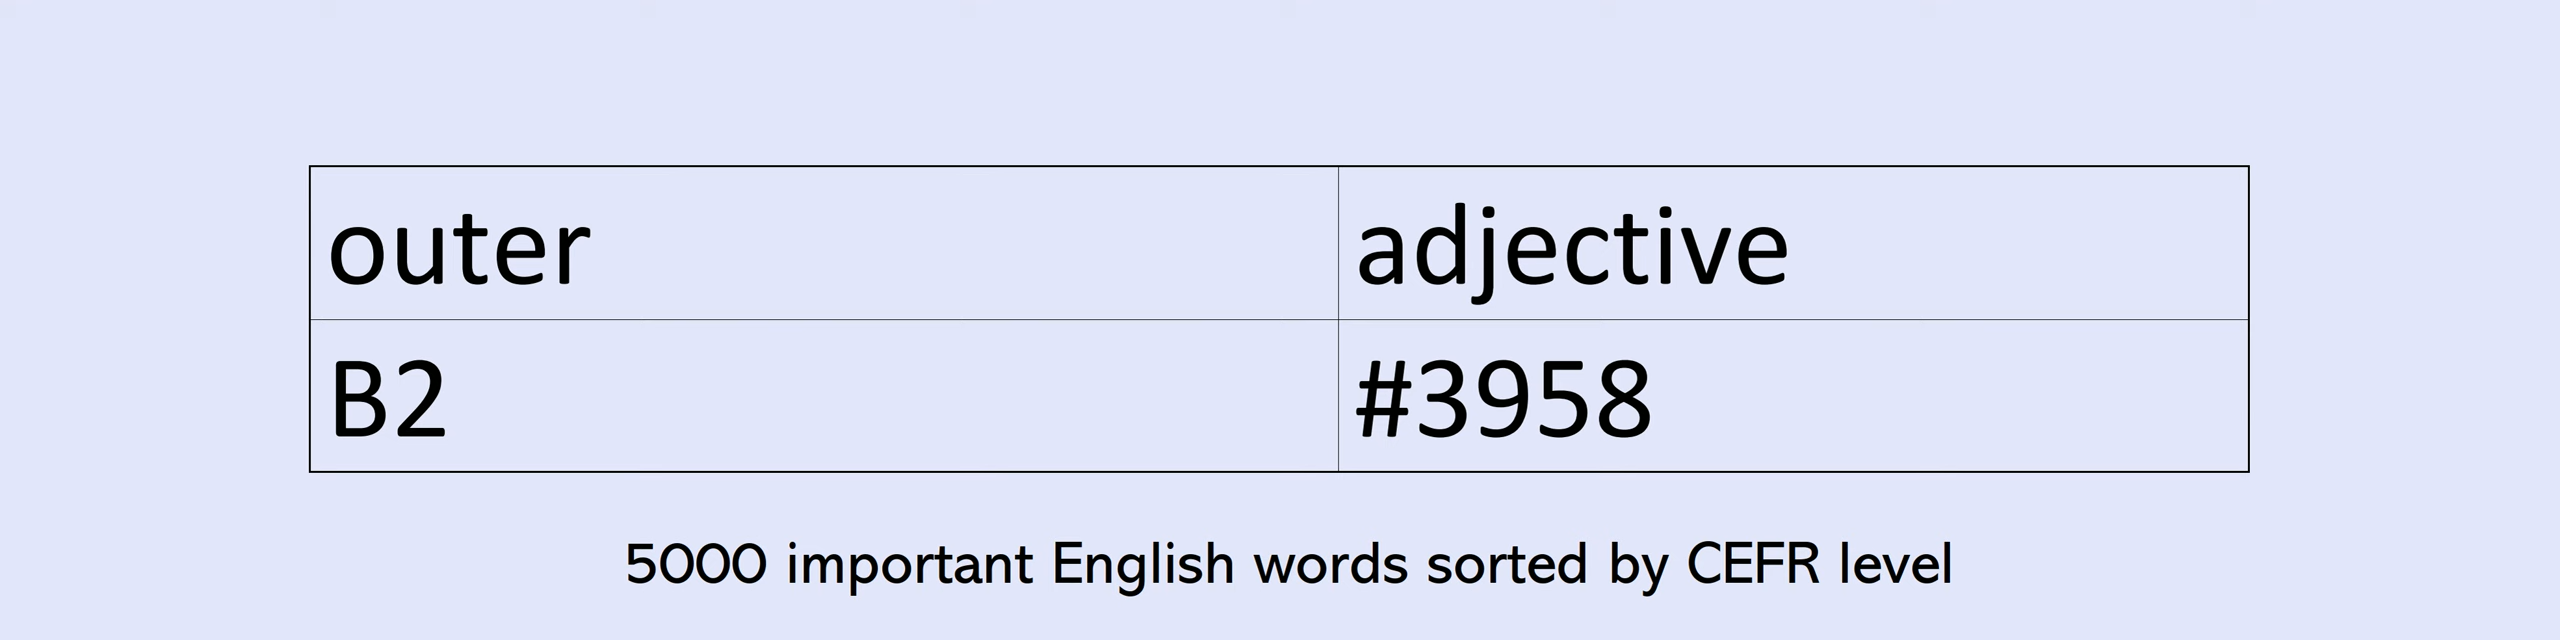 outer adjective
B2 #3958
5000 important English words sorted by CEFR level